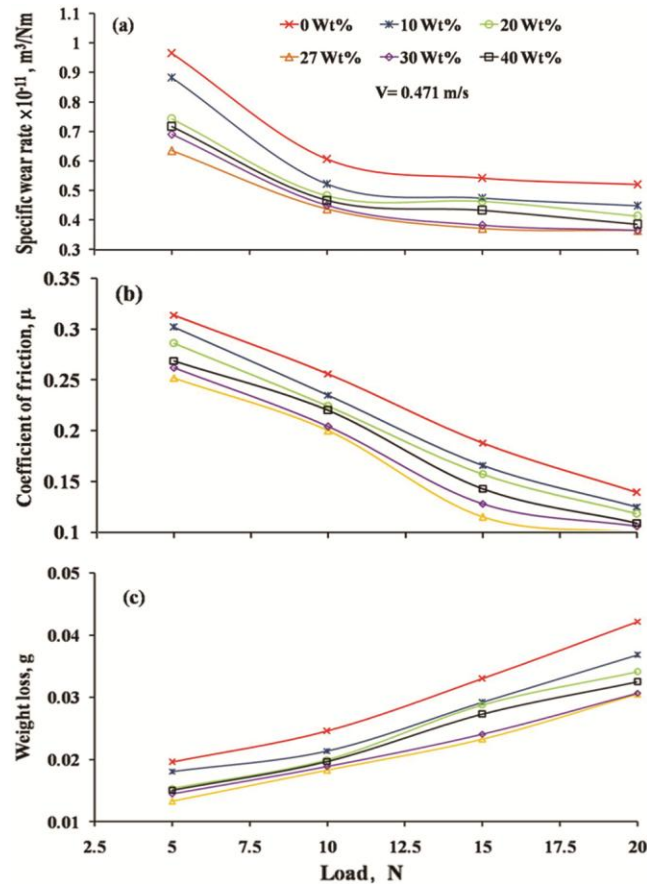 (a)
0 Wt% 10 Wt% 20 Wt%
27 Wt% 30 Wt% 40 Wt%
V= 0.471 m/s
Specific wear rate ×10⁻¹¹ , m³/Nm
1.1
1
0.9
0.8
0.7
0.6
0.5
0.4
0.3
(b)
Coefficient of friction, μ
0.35
0.3
0.25
0.2
0.15
0.1
(c)
Weight loss, g
0.05
0.04
0.03
0.02
0.01
2.5 5 7.5 10 12.5 15 17.5 20
Load, N